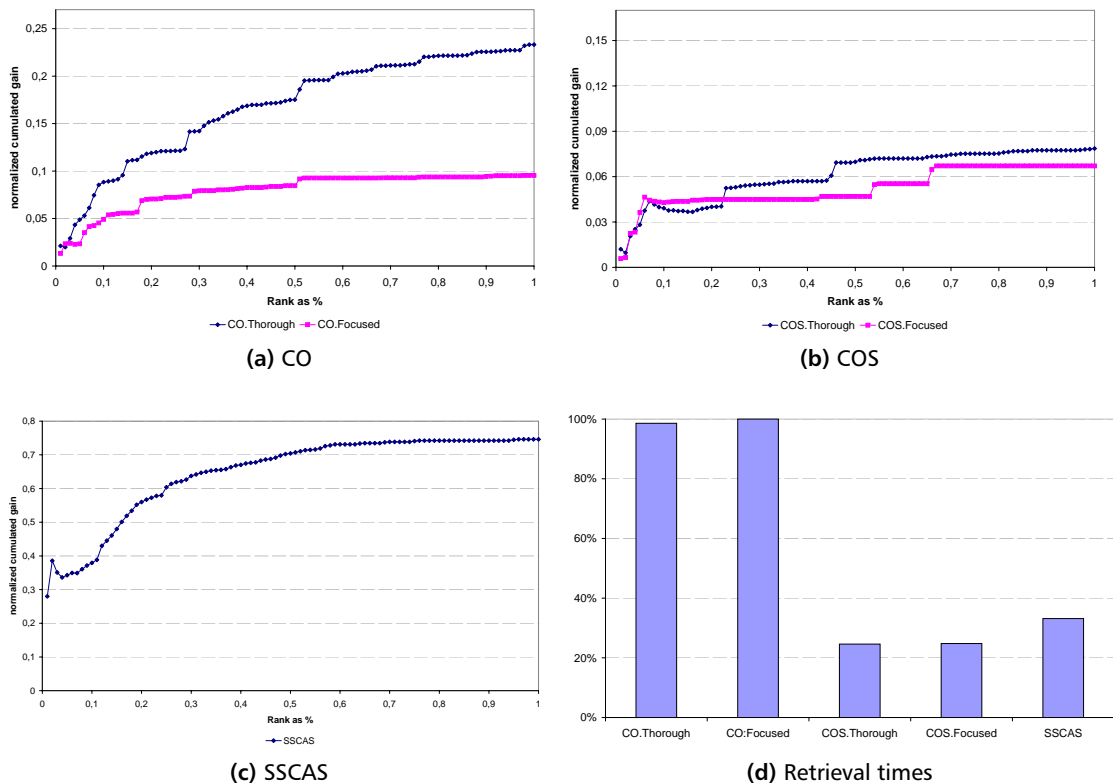 0,25
0,2
0,15
0,1
0,05
0
normalized cumulated gain
0 0,1 0,2 0,3 0,4 0,5 0,6 0,7 0,8 0,9 1
Rank as %
CO.Thorough CO.Focused
(a) CO
0,15
0,12
0,09
0,06
0,03
0
normalized cumulated gain
0 0,1 0,2 0,3 0,4 0,5 0,6 0,7 0,8 0,9 1
Rank as %
COS.Thorough COS.Focused
(b) COS
0,8
0,7
0,6
0,5
0,4
0,3
0,2
0,1
0
normalized cumulated gain
0 0,1 0,2 0,3 0,4 0,5 0,6 0,7 0,8 0,9 1
Rank as %
SSCAS
(c) SSCAS
100%
80%
60%
40%
20%
0%
CO.Thorough CO:Focused COS.Thorough COS.Focused SSCAS
(d) Retrieval times